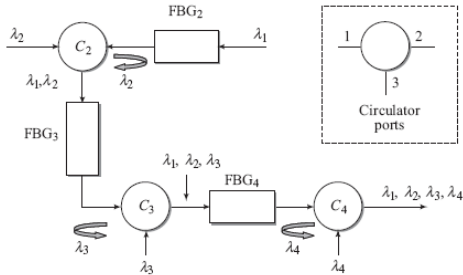 FBG₂
λ₂
C₂
λ₁
λ₁,λ₂
λ₂
1
2
3
Circulator
ports
FBG₃
λ₁, λ₂, λ₃
FBG₄
λ₁, λ₂, λ₃, λ₄
C₃
C₄
λ₃
λ₄
λ₃
λ₄